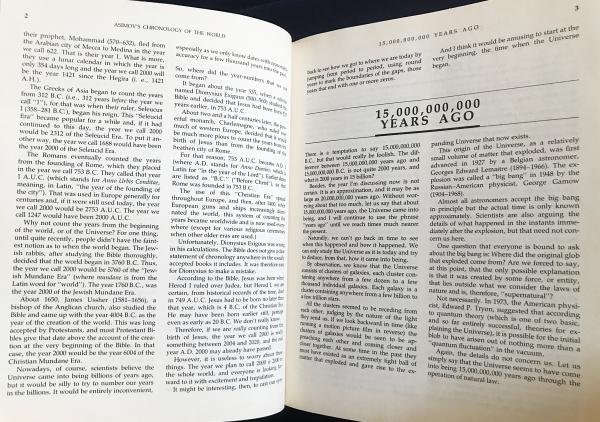 2
ASIMOV'S CHRONOLOGY OF THE WORLD
their prophet, Mohammad (570–632), fled from
the Arabian city of Mecca to Medina in the year
we call 622. That is their year 1. What is more,
they use a lunar calendar in which the year is
only 354 days long and the year we call 2000 will
be the year 1421 since the Hegira (i. e., 1421
A.H.).
The Greeks of Asia began to count the years
from 312 B.C. (i.e., 312 years before the year we
call "1"), for that was when their ruler, Seleucus
I (358–281 B.C.), began his reign. This "Seleucid
Era" became popular for a while, and if it had
continued to this day, the year we call 2000
would be 2312 of the Seleucid Era. To put it an-
other way, the year we call 1688 would have been
the year 2000 of the Seleucid Era.
The Romans eventually counted the years
from the founding of Rome, which they placed
in the year we call 753 B.C. They called that year
1 A.U.C. (which stands for Anno Urbis Conditae,
meaning, in Latin, "the year of the founding of
the city"). That was used in Europe generally for
centuries and, if it were still used today, the year
we call 2000 would be 2753 A.U.C. The year we
call 1247 would have been 2000 A.U.C.
Why not count the years from the beginning
of the world, or of the Universe? For one thing,
until quite recently, people didn't have the faint-
est notion as to when the world began. The Jew-
ish rabbis, after studying the Bible thoroughly,
decided that the world began in 3760 B.C. Thus,
the year we call 2000 will be 5760 of the "Jew-
ish Mundane Era" (where mundane is from the
Latin word for "world"). The year 1760 B.C., was
the year 2000 of the Jewish Mundane Era.
About 1650, James Ussher (1581–1656), a
bishop of the Anglican church, also studied the
Bible and came up with the year 4004 B.C. as the
year of the creation of the world. This was long
accepted by Protestants, and most Protestant Bi-
bles give that date above the account of the crea-
tion at the very beginning of the Bible. In that
case, the year 2000 would be the year 6004 of the
Christian Mundane Era.
Nowadays, of course, scientists believe the
Universe came into being billions of years ago,
but it would be silly to try to number our years
in the billions. It would be entirely inconvenient,
especially as we only know dates with reasonable
accuracy for a few thousand years into the past.
So, where did the year-numbers that we
come from?
It began about the year 535, when a
named Dionysius Exiguus (500–560) studied
Bible and decided that Jesus had been born
years earlier, in 753 A.U.C.
About two and a half centuries later, the pow-
erful monarch, Charlemagne, who ruled
much of western Europe, decided that it would
be much more pious to count the years from the
birth of Jesus than from the founding of the
heathen city of Rome.
For that reason, 753 A.U.C. became A.D. 1
(where A.D. stands for Anno Domini, which is
Latin for "in the year of the Lord"). Earlier dates
are listed as "B.C." ("Before Christ"), so that
Rome was founded in 753 B.C.
The use of this "Christian Era" spread
throughout Europe, and then, after 1400, when
European guns and ships increasingly domi-
nated the world, this system of counting the
years became worldwide and is now used every-
where (except for various religious ceremonies
when other older eras are used.)
Unfortunately, Dionysius Exiguus was wrong
in his calculations. The Bible does not give a clear
statement of chronology anywhere in the usually
accepted books it includes. It was therefore easy
for Dionysius to make a mistake.
According to the Bible, Jesus was born when
Herod I ruled over Judea, but Herod I, we are
certain, from historical records of the time, died
in 749 A.U.C. Jesus had to be born no later than
that year, which is 4 B.C. of the Christian Era.
He may have been born earlier still, perhaps
even as early as 20 B.C. We don't really know.
Therefore, if we are really counting from the
birth of Jesus, the year we call 2000 is
something between 2004 and 2020, and the real
year A.D. 2000 may already have passed.
However, it is useless to worry about these
things. The year we plan to call 2000 is 2000
the whole world, and everyone is looking for-
ward to it with excitement and trepidation.
It might be interesting, then, to cast our eyes
15,000,000,000 YEARS AGO
3
back to see how we got to where we are today by
jumping from period to period, using round
years to mark the boundaries of the gaps, those
years that end with one or more zeros.
And I think it would be amusing to start at the
very beginning, the time when the Universe
began.
15,000,000,000
YEARS AGO
There is a temptation to say 15,000,000,000
B.C., but that would really be foolish. The dif-
ference between 15,000,000,000 years ago and
15,000,000,000 B.C. is not quite 2000 years, and
what is 2000 years in 15 billion?
Besides, the year I'm discussing now is not
certain. It is an approximation, and it may be as
large as 20,000,000,000 years ago. Without worry-
ing about that too much, let us say that about
15,000,000,000 years ago, the Universe came into
being, and I will continue to use the phrase
"years ago" until we reach times much nearer
the present.
Naturally, we can't go back in time to see
when this happened and how it happened. We
can only study the Universe as it is today and try
to deduce, from that, how it came into being.
By observation, we know that the Universe
consists of clusters of galaxies, each cluster con-
taining anywhere from a few dozen to a few
thousand individual galaxies. Each galaxy is a
cluster containing anywhere from a few billion to
a few trillion stars.
All the clusters seemed to be receding from
each other, judging by the nature of the light
they send us. If we look backward in time (like
running a motion picture film in reverse) the
clusters of galaxies would be seen to be ap-
proaching each other and coming closer and
closer together. At some time in the past they
must have existed as an extremely tight ball of
matter that exploded and gave rise to the ex-
panding Universe that now exists.
This origin of the Universe, as a relatively
small volume of matter that exploded, was first
advanced in 1927 by a Belgian astronomer,
Georges Edward Lemaitre (1894–1966). The ex-
plosion was called a "big bang" in 1948 by the
Russian-American physicist, George Gamow
(1904–1968).
Almost all astronomers accept the big bang
in principle but the actual time is only known
approximately. Scientists are also arguing the
details of what happened in the instants imme-
diately after the explosion, but that need not con-
cern us here.
One question that everyone is bound to ask
about the big bang is: Where did the original glob
that exploded come from? Are we forced to say,
at this point, that the only possible explanation
is that it was created by some force, or entity,
that lies outside what we consider the laws of
nature and is, therefore, "supernatural"?
Not necessarily. In 1973, the American physi-
cist, Edward P. Tryon, suggested that according
to quantum theory (which is one of two basic,
and so far entirely successful, theories for ex-
plaining the Universe), it is possible for the initial
blob to have arisen out of nothing more than a
"quantum fluctuation" in the vacuum.
Again, the details do not concern us. Let us
simply say that the Universe seems to have come
into being 15,000,000,000 years ago through the
operation of natural law.